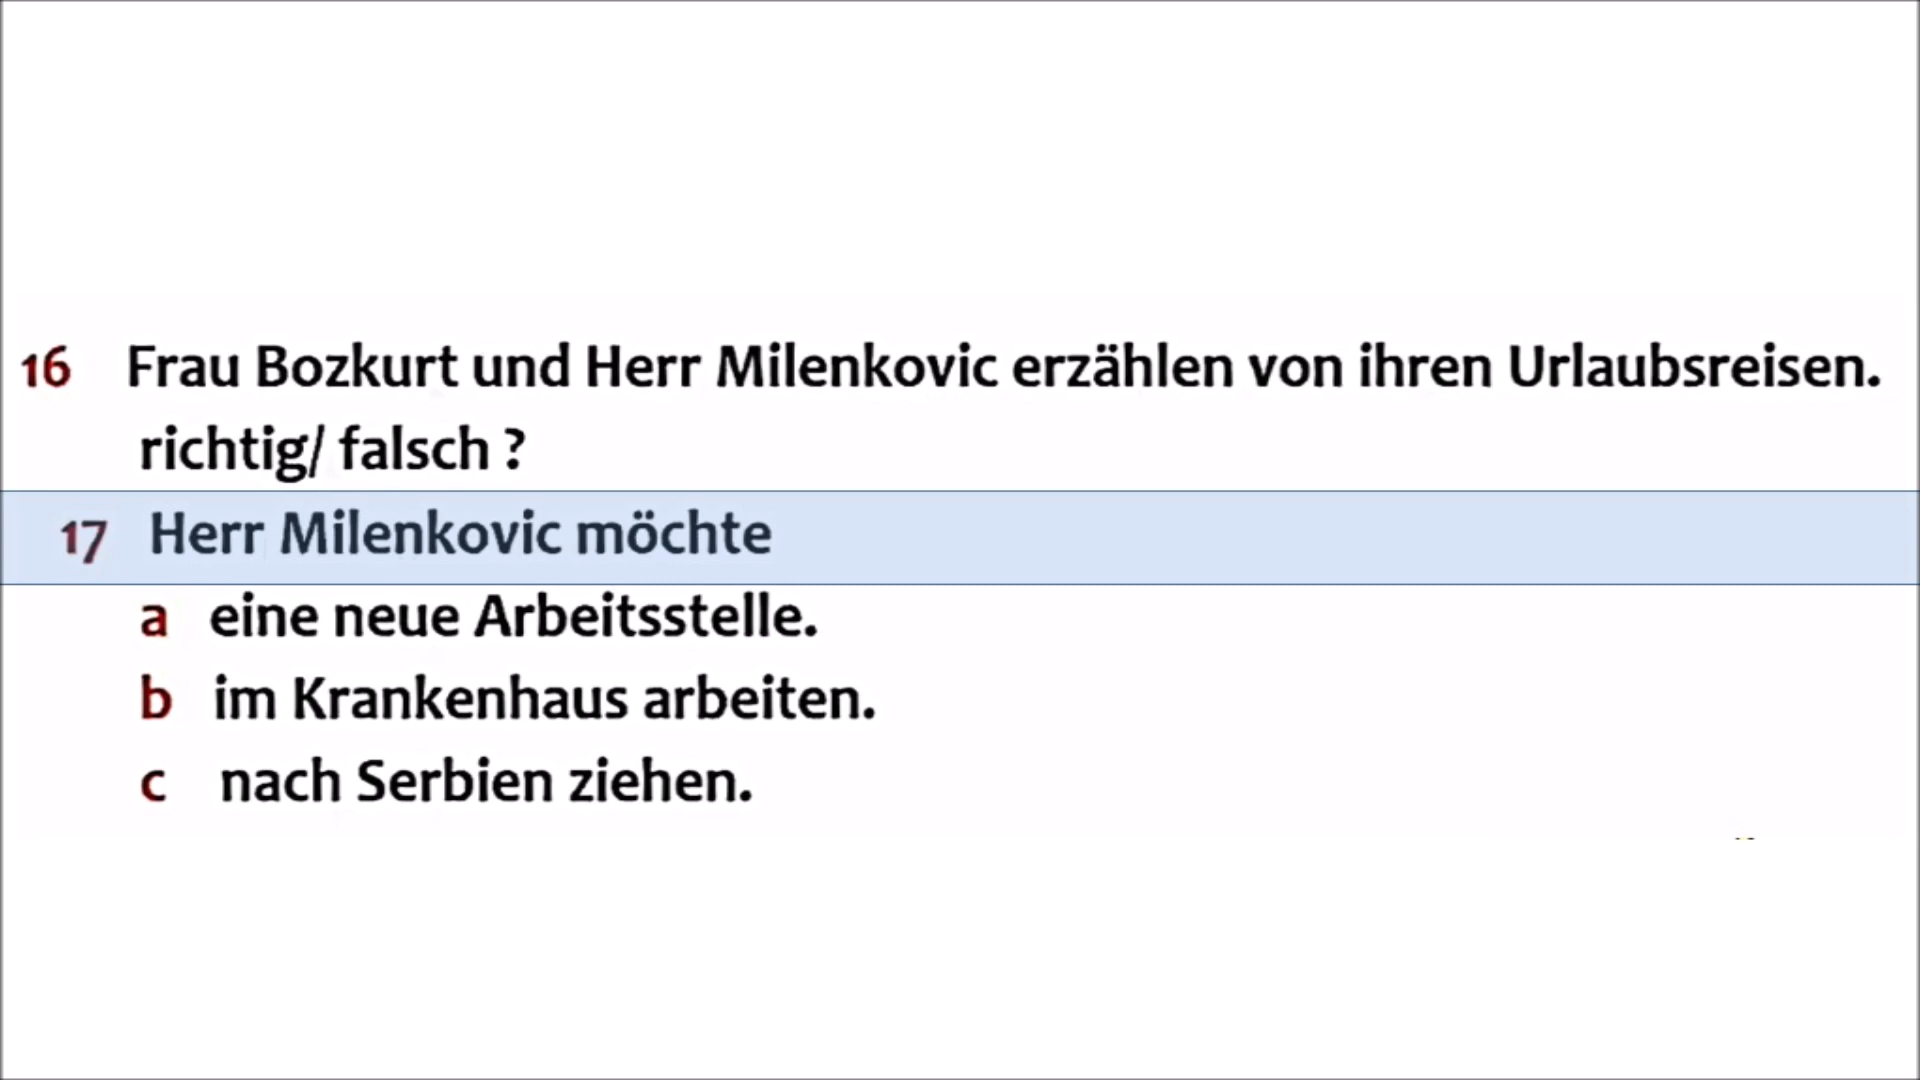 16 Frau Bozkurt und Herr Milenkovic erzählen von ihren Urlaubsreisen.
richtig/ falsch ?
17 Herr Milenkovic möchte
a eine neue Arbeitsstelle.
b im Krankenhaus arbeiten.
c nach Serbien ziehen.